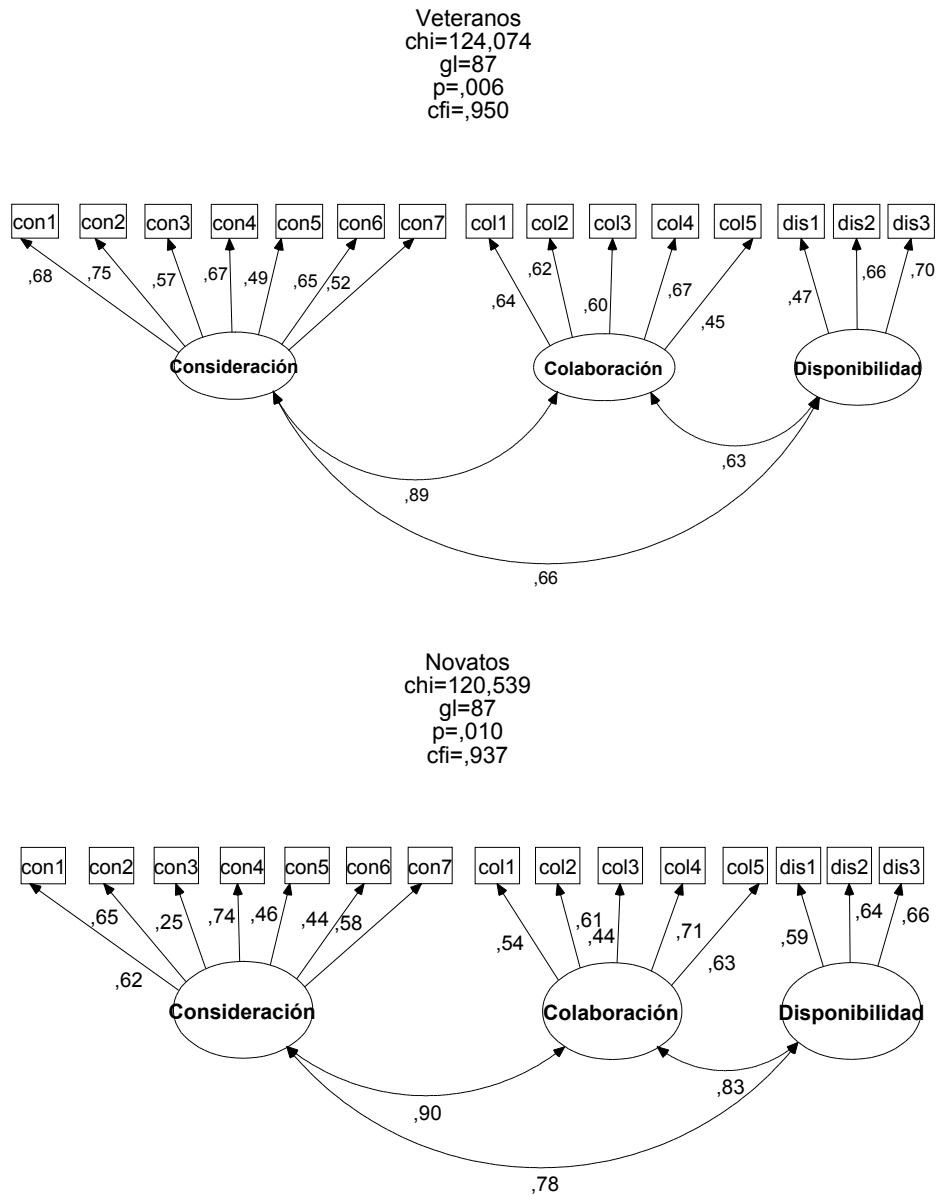 Veteranos
chi=124,074
gl=87
p=,006
cfi=,950
con1 con2 con3 con4 con5 con6 con7 col1 col2 col3 col4 col5 dis1 dis2 dis3
,68 ,75 ,57 ,67 ,49 ,65 ,52 ,64 ,62 ,60 ,67 ,45 ,47 ,66 ,70
Consideración Colaboración Disponibilidad
,89 ,63
,66
Novatos
chi=120,539
gl=87
p=,010
cfi=,937
con1 con2 con3 con4 con5 con6 con7 col1 col2 col3 col4 col5 dis1 dis2 dis3
,62 ,65 ,25 ,74 ,46 ,44 ,58 ,54 ,61 ,44 ,71 ,63 ,59 ,64 ,66
Consideración Colaboración Disponibilidad
,90 ,83
,78